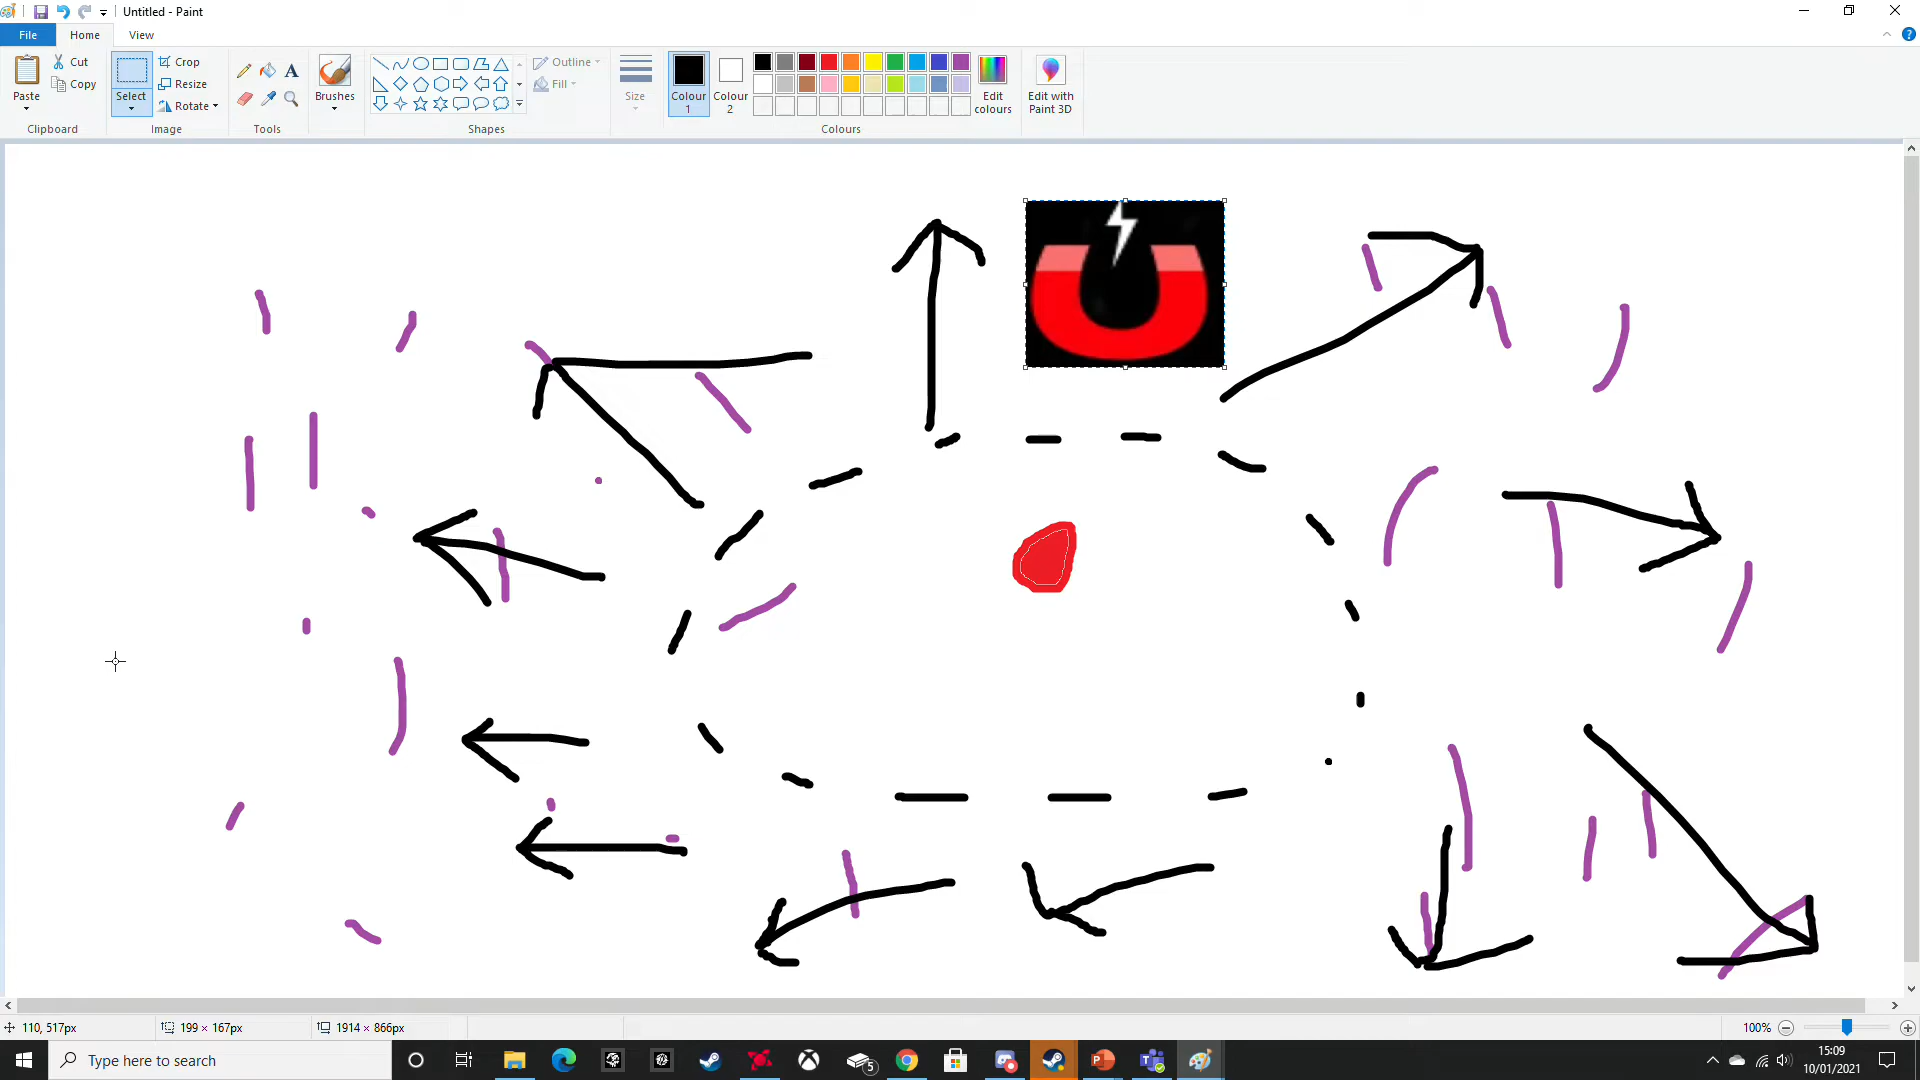 Untitled - Paint
File Home View
Paste
Cut
Copy
Clipboard
Select
Crop
Resize
Rotate
Image
Tools
Brushes
Shapes
Outline
Fill
Size
Colour 1
Colour 2
Edit colours
Colours
Edit with Paint 3D
110, 517px
199 × 167px
1914 × 866px
100%
Type here to search
5
15:09
10/01/2021